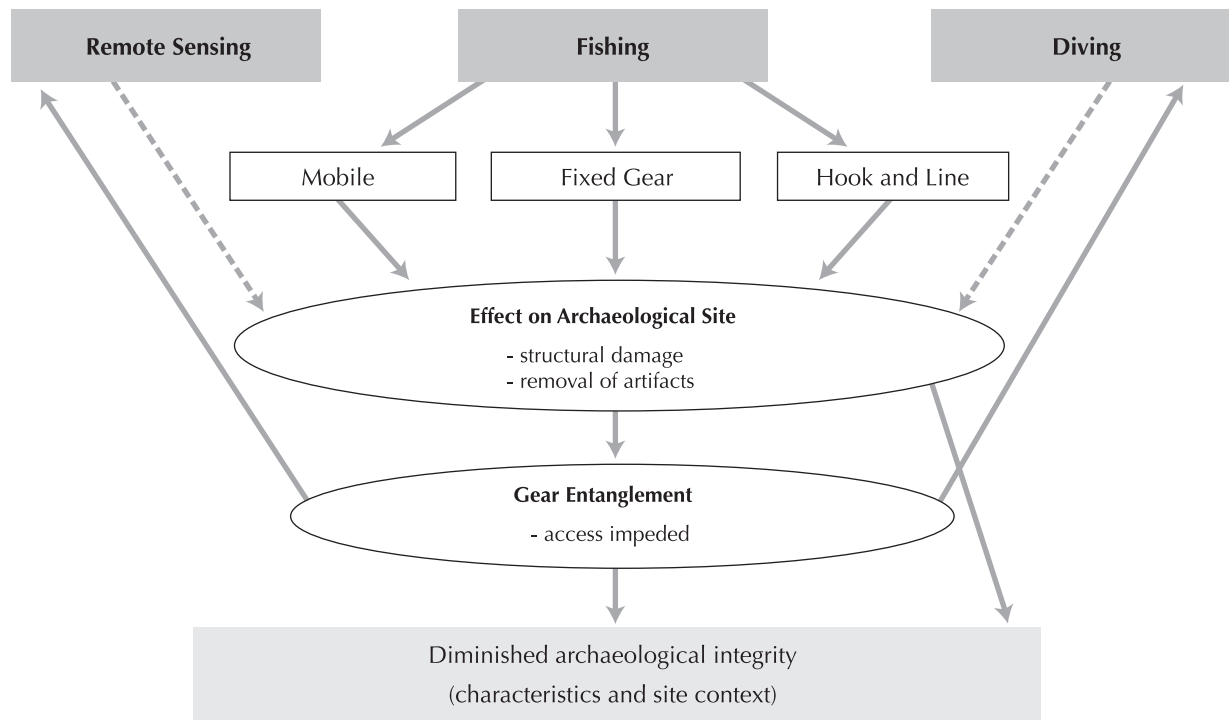 Remote Sensing
Fishing
Diving
Mobile
Fixed Gear
Hook and Line
Effect on Archaeological Site
- structural damage
- removal of artifacts
Gear Entanglement
- access impeded
Diminished archaeological integrity
(characteristics and site context)